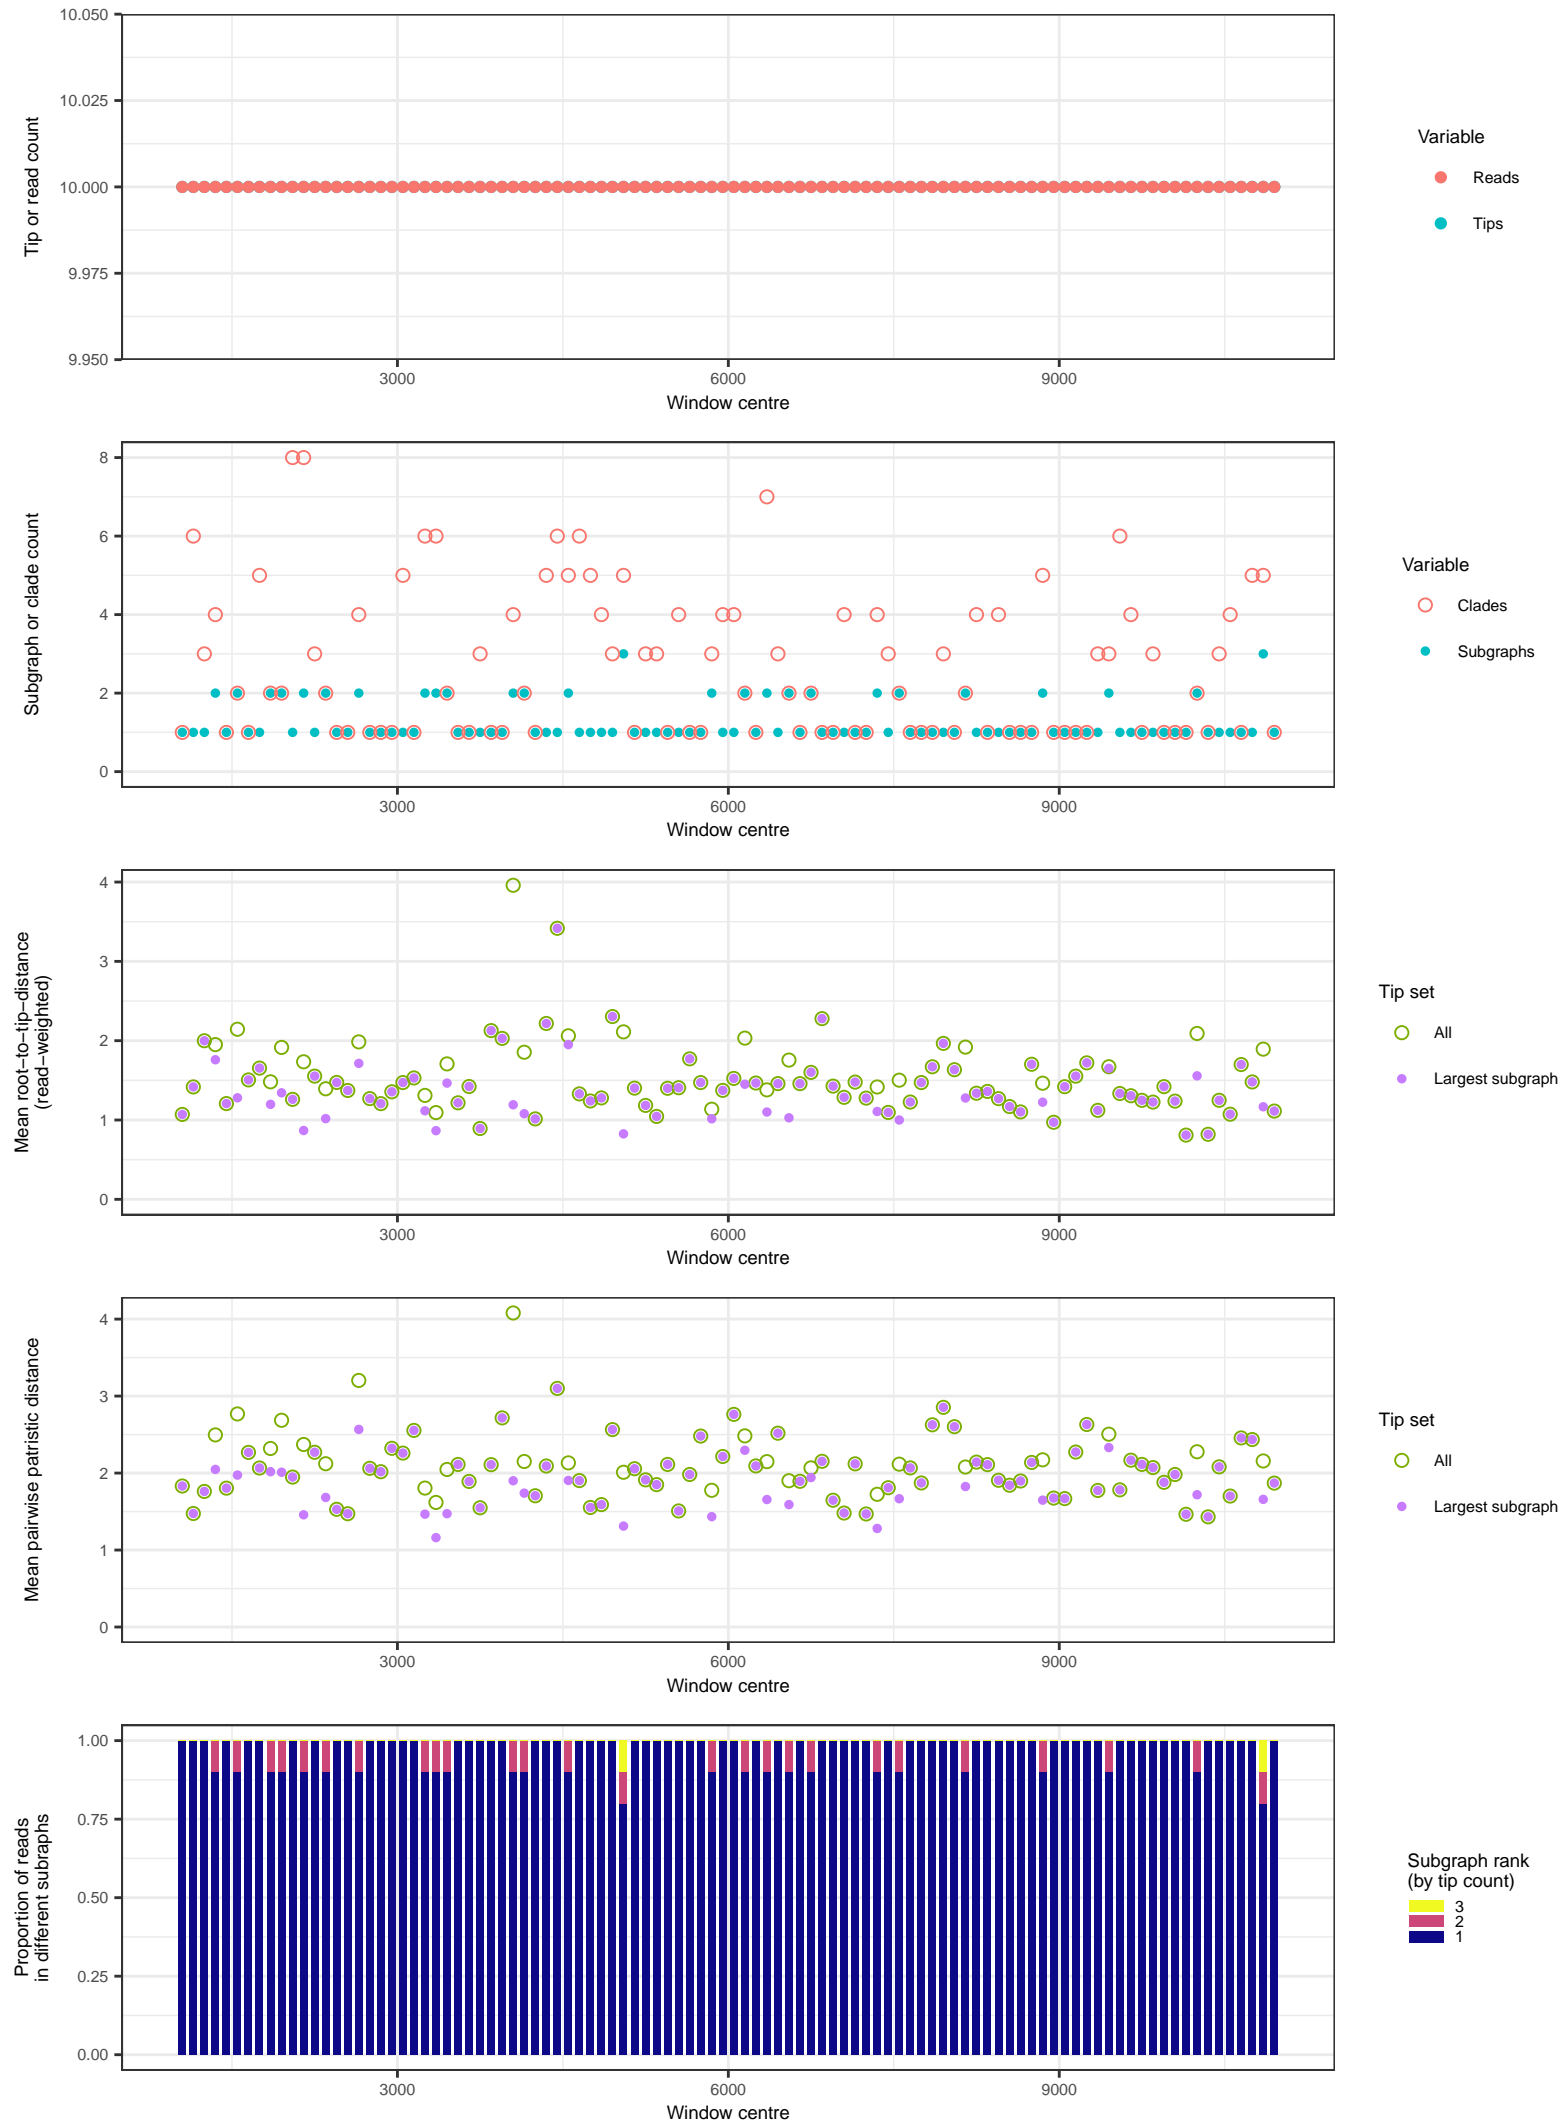 10.050
10.025
10.000
9.975
9.950
Tip or read count
3000 6000 9000
Window centre
Variable
Reads
Tips
8
6
4
2
0
Subgraph or clade count
3000 6000 9000
Window centre
Variable
Clades
Subgraphs
4
3
2
1
0
Mean root−to−tip−distance
(read−weighted)
3000 6000 9000
Window centre
Tip set
All
Largest subgraph
4
3
2
1
0
Mean pairwise patristic distance
3000 6000 9000
Window centre
Tip set
All
Largest subgraph
1.00
0.75
0.50
0.25
0.00
Proportion of reads
in different subraphs
3000 6000 9000
Window centre
Subgraph rank
(by tip count)
3
2
1